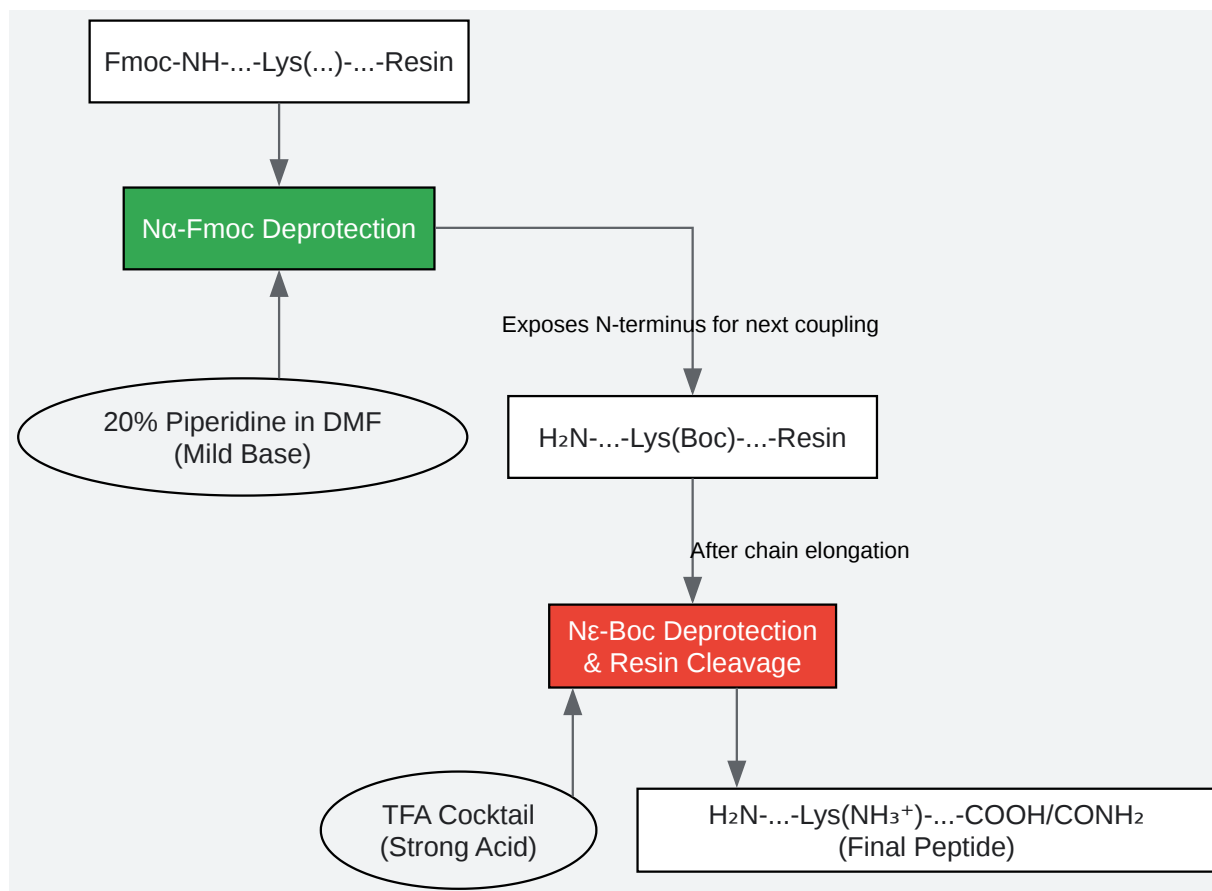 Fmoc-NH-...-Lys(...)-...-Resin
Nα-Fmoc Deprotection
Exposes N-terminus for next coupling
20% Piperidine in DMF
(Mild Base)
H₂N-...-Lys(Boc)-...-Resin
After chain elongation
Nε-Boc Deprotection
& Resin Cleavage
TFA Cocktail
(Strong Acid)
H₂N-...-Lys(NH₃⁺)-...-COOH/CONH₂
(Final Peptide)